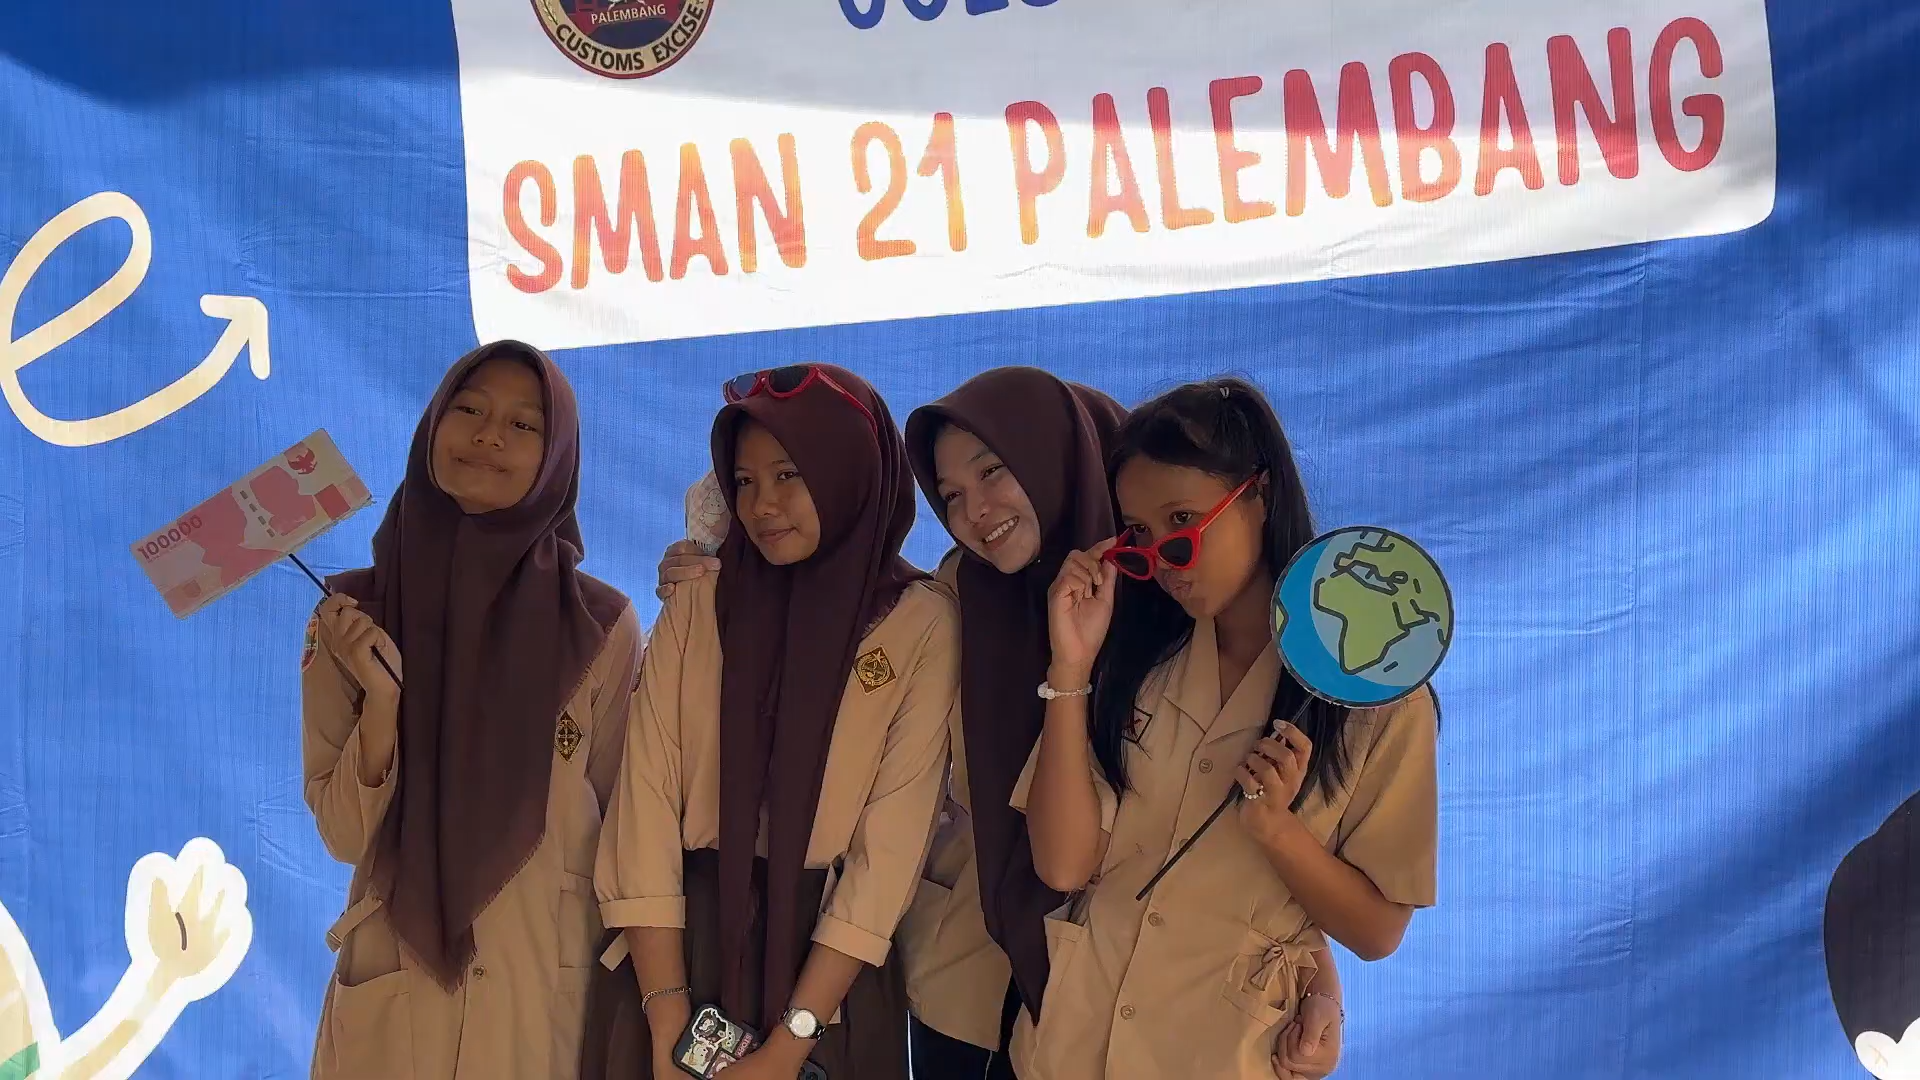 PALEMBANG
CUSTOMS EXCISE
SMAN 21 PALEMBANG
100000